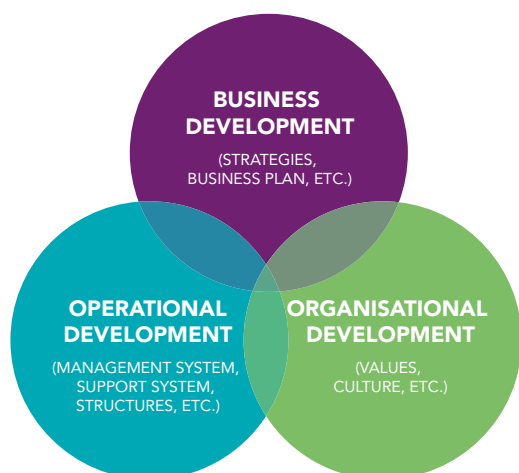 BUSINESS
DEVELOPMENT
(STRATEGIES,
BUSINESS PLAN, ETC.)
OPERATIONAL
DEVELOPMENT
(MANAGEMENT SYSTEM,
SUPPORT SYSTEM,
STRUCTURES, ETC.)
ORGANISATIONAL
DEVELOPMENT
(VALUES,
CULTURE, ETC.)